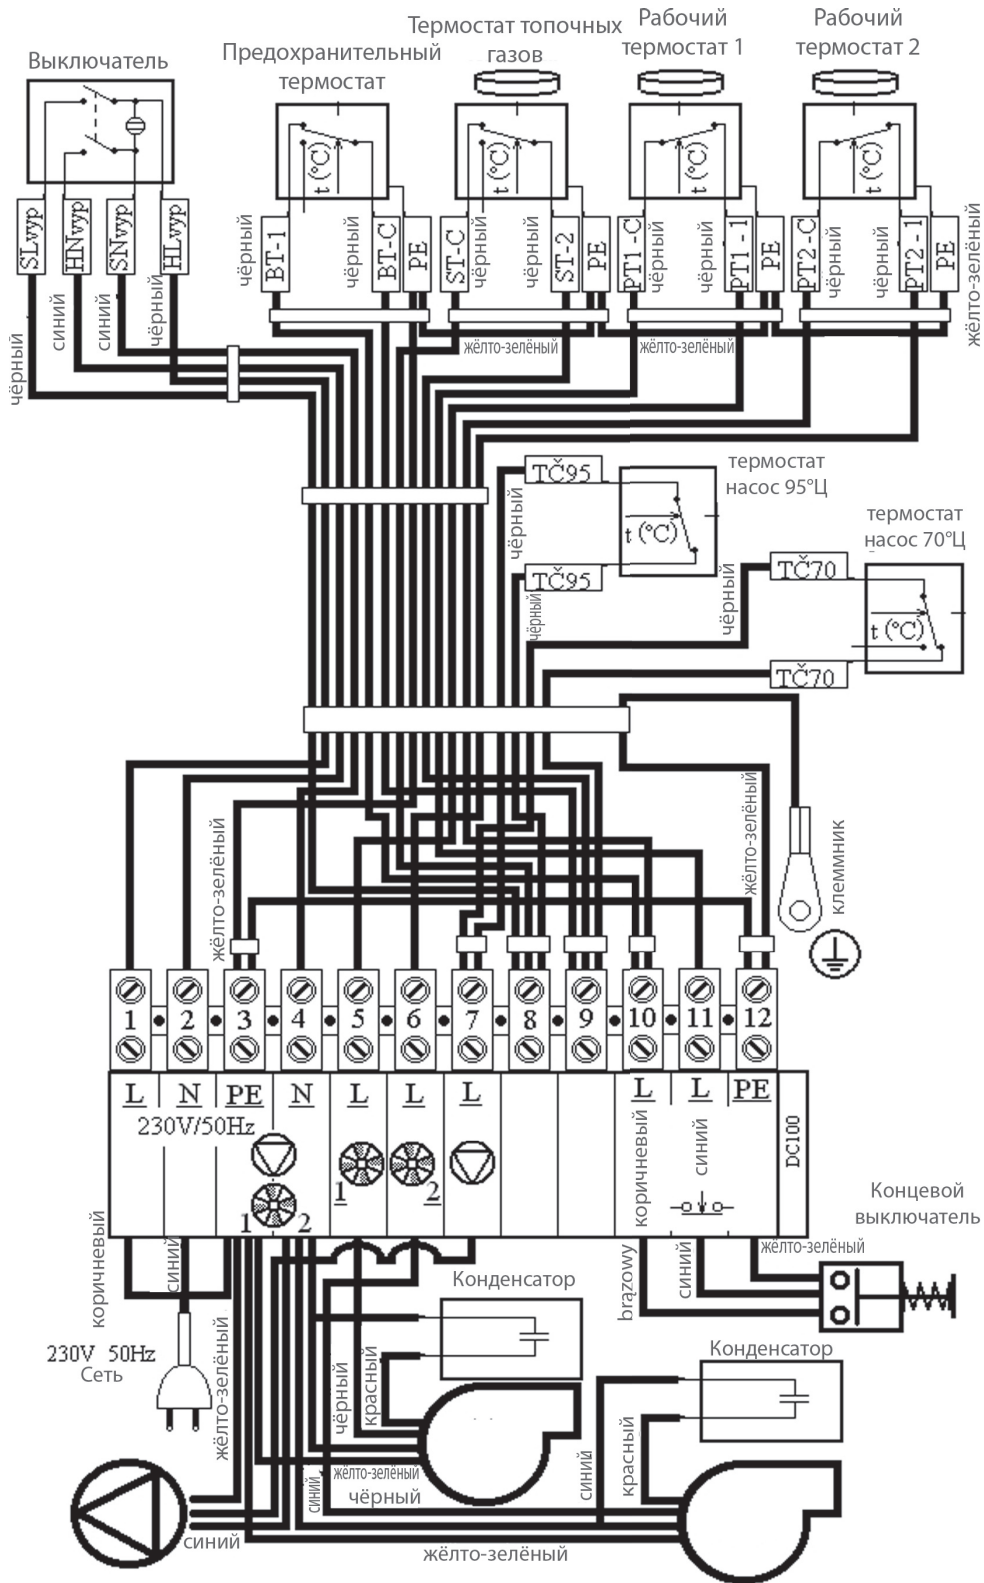 Выключатель
Предохранительный
термостат
Термостат топочных
газов
Рабочий
термостат 1
Рабочий
термостат 2
t (°C)
t (°C)
t (°C)
t (°C)
SLvyp
HNvyp
SNvyp
HLvyp
чёрный
BT-1
чёрный
BT-C
PE
ST-C
чёрный
ST-2
PE
PT1-C
чёрный
чёрный
PT1-1
PE
PT2-C
чёрный
чёрный
PT2-1
PE
жёлто-зелёный
чёрный
синий
синий
чёрный
жёлто-зелёный
жёлто-зелёный
TČ95
термостат
насос 95°Ц
t (°C)
чёрный
TČ95
чёрный
термостат
насос 70°Ц
TČ70
t (°C)
чёрный
TČ70
жёлто-зелёный
жёлто-зелёный
клеммник
1 2 3 4 5 6 7 8 9 10 11 12
L N PE N L L L L L PE
230V/50Hz
1 2
1
2
коричневый
синий
DC100
Концевой
выключатель
коричневый
синий
жёлто-зелёный
brązowy
синий
жёлто-зелёный
230V 50Hz
Сеть
Конденсатор
чёрный
красный
Конденсатор
синий
красный
жёлто-зелёный
чёрный
синий
синий
жёлто-зелёный